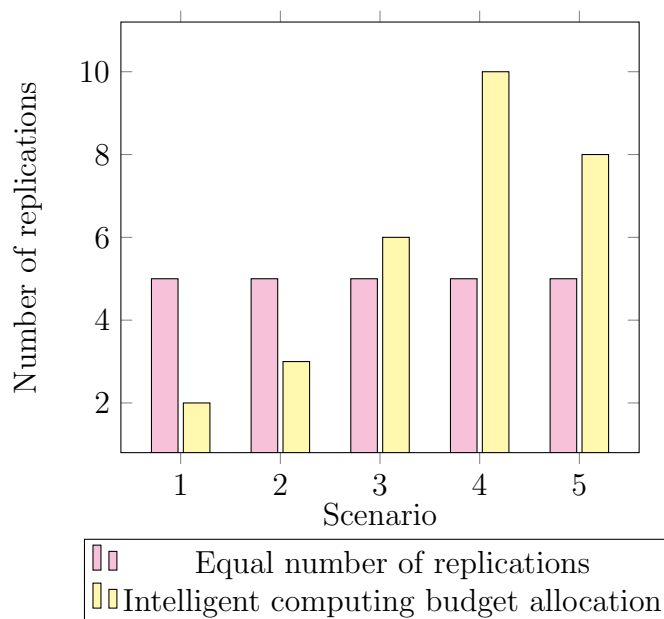 Number of replications
10
8
6
4
2
1 2 3 4 5
Scenario
Equal number of replications
Intelligent computing budget allocation